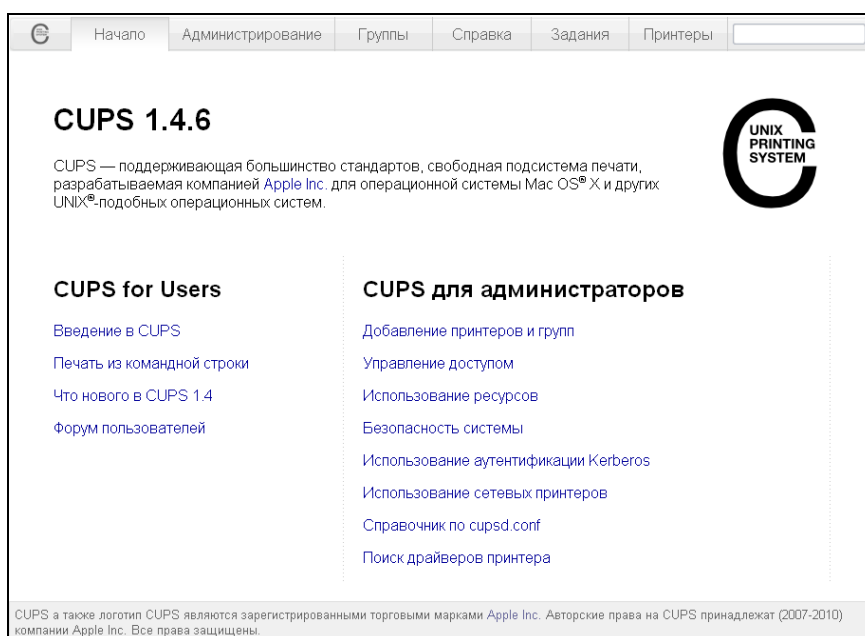 Начало Администрирование Группы Справка Задания Принтеры
CUPS 1.4.6
UNIX
PRINTING
SYSTEM
CUPS — поддерживающая большинство стандартов, свободная подсистема печати,
разрабатываемая компанией Apple Inc. для операционной системы Mac OS® X и других
UNIX®-подобных операционных систем.
CUPS for Users
Введение в CUPS
Печать из командной строки
Что нового в CUPS 1.4
Форум пользователей
CUPS для администраторов
Добавление принтеров и групп
Управление доступом
Использование ресурсов
Безопасность системы
Использование аутентификации Kerberos
Использование сетевых принтеров
Справочник по cupsd.conf
Поиск драйверов принтера
CUPS а также логотип CUPS являются зарегистрированными торговыми марками Apple Inc. Авторские права на CUPS принадлежат (2007-2010)
компании Apple Inc. Все права защищены.